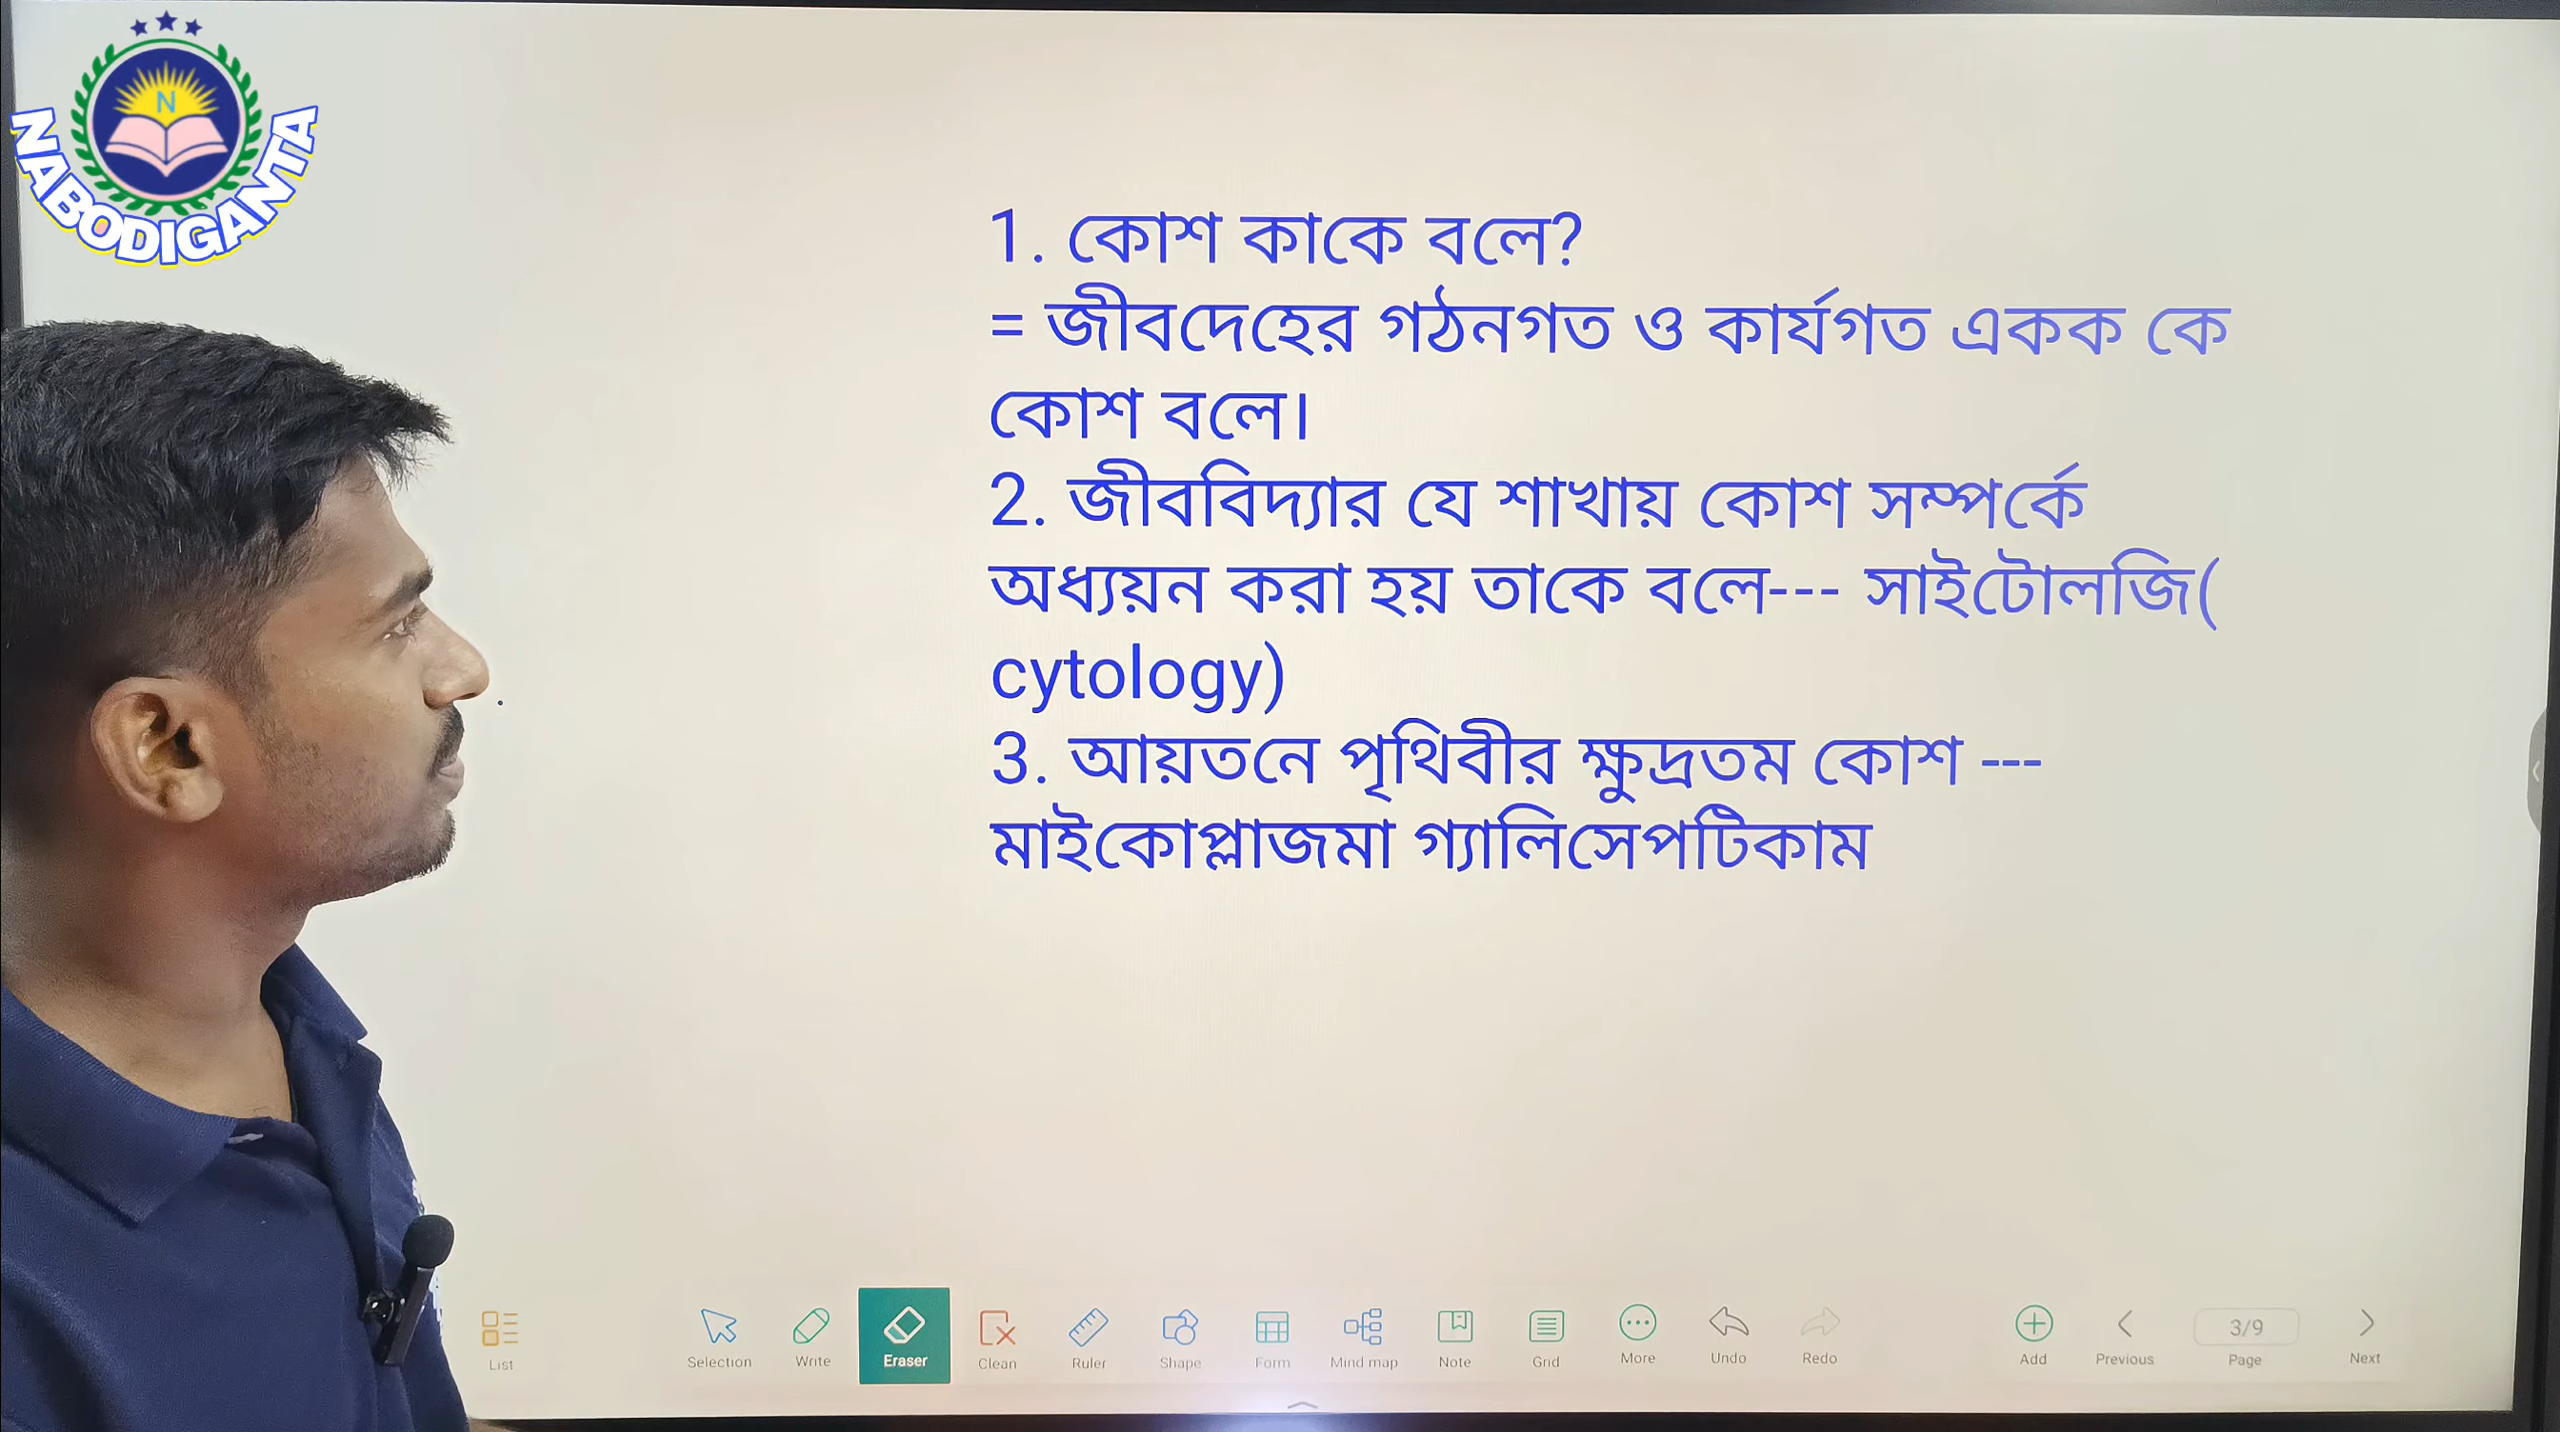 N
NABODIGANTA
1. কোশ কাকে বলে?
= জীবদেহের গঠনগত ও কার্যগত একক কে
কোশ বলে।
2. জীববিদ্যার যে শাখায় কোশ সম্পর্কে
অধ্যয়ন করা হয় তাকে বলে--- সাইটোলজি(
cytology)
3. আয়তনে পৃথিবীর ক্ষুদ্রতম কোশ ---
মাইকোপ্লাজমা গ্যালিসেপটিকাম
List Selection Write Eraser Clean Ruler Shape Form Mind map Note Grid More Undo Redo Add Previous 3/9 Page Next